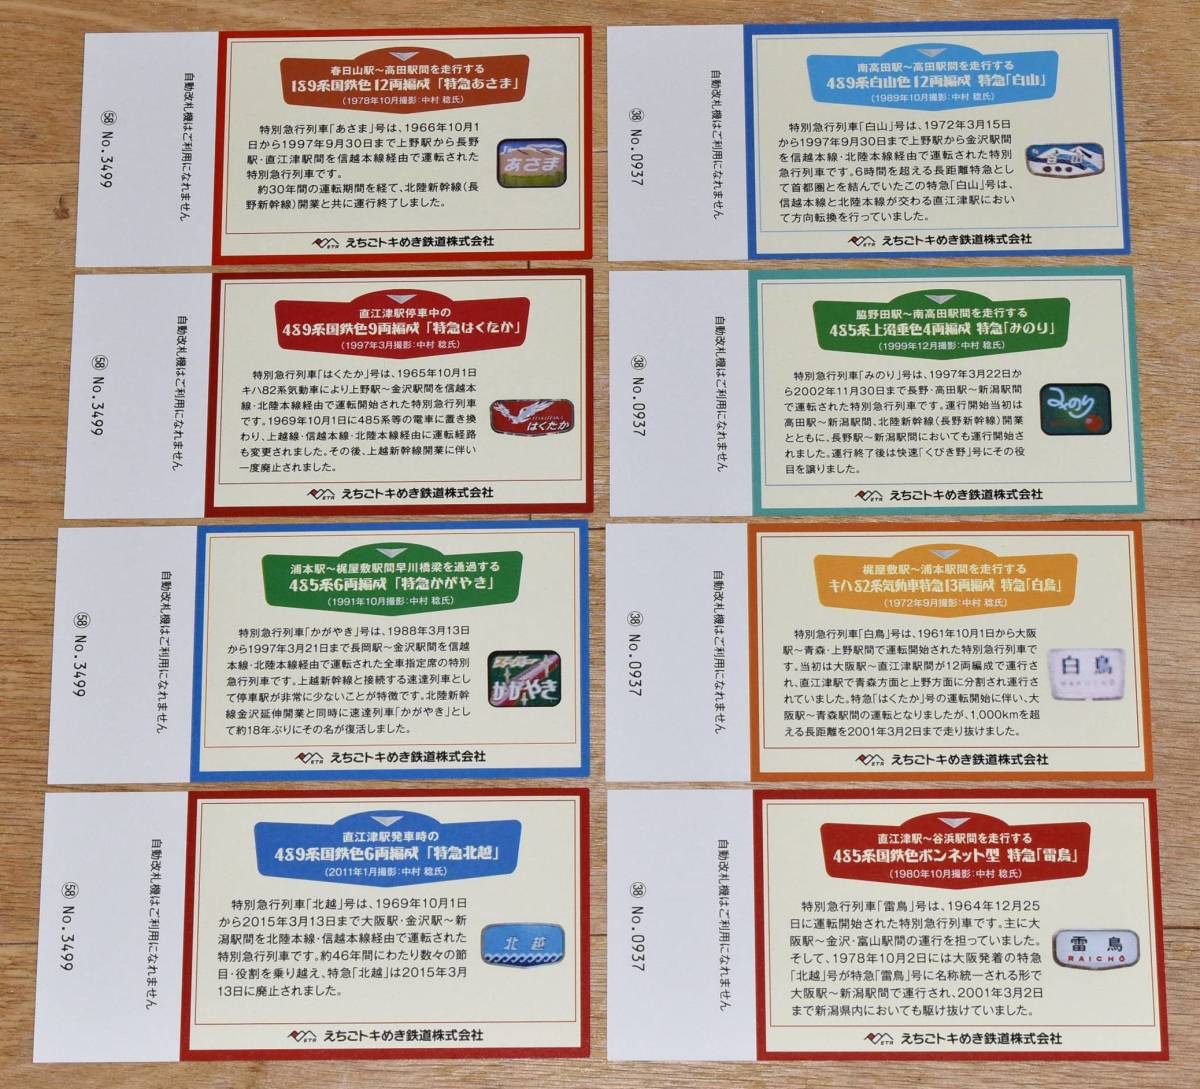 自動改札機はご利用になれません
㊽ No.3499
春日山駅～高田駅間を走行する
189系国鉄色12両編成「特急あさま」
(1978年10月撮影：中村 稔氏)
特別急行列車「あさま」号は、1966年10月1
日から1997年9月30日まで上野駅から長野
駅・直江津駅間を信越本線経由で運転された
特別急行列車です。
約30年間の運転期間を経て、北陸新幹線(長
野新幹線)開業と共に運行終了しました。
あさま
ETR えちごトキめき鉄道株式会社
自動改札機はご利用になれません
㊳ No.0937
南高田駅～高田駅間を走行する
489系白山色12両編成 特急「白山」
(1989年10月撮影：中村 稔氏)
特別急行列車「白山」号は、1972年3月15日
から1997年9月30日まで上野駅から金沢駅間
を信越本線・北陸本線経由で運転された特別
急行列車です。6時間を超える長距離特急とし
て首都圏とを結んでいたこの特急「白山」号は、
信越本線と北陸本線が交わる直江津駅におい
て方向転換を行っていました。
白山
ETR えちごトキめき鉄道株式会社
自動改札機はご利用になれません
58 No.3499
直江津駅停車中の
489系国鉄色9両編成「特急はくたか」
(1997年3月撮影：中村 稔氏)
特別急行列車「はくたか」号は、1965年10月1日
キハ82系気動車により上野駅～金沢駅間を信越本
線・北陸本線経由で運転開始された特別急行列車
です。1969年10月1日に485系等の電車に置き換
わり、上越線・信越本線・北陸本線経由に運転経路
も変更されました。その後、上越新幹線開業に伴い
一度廃止されました。
HAKUTAKA
はくたか
ETR えちごトキめき鉄道株式会社
自動改札機はご利用になれません
㊳ No.0937
脇野田駅～南高田駅間を走行する
485系上沼垂色4両編成 特急「みのり」
(1999年12月撮影：中村 稔氏)
特別急行列車「みのり」号は、1997年3月22日か
ら2002年11月30日まで長野・高田駅～新潟駅間
で運転された特別急行列車です。運行開始当初は
高田駅～新潟駅間、北陸新幹線(長野新幹線)開業
とともに、長野駅～新潟駅間においても運行開始さ
れました。運行終了後は快速「くびき野」号にその役
目を譲りました。
みのり
ETR えちごトキめき鉄道株式会社
自動改札機はご利用になれません
58 No.3499
浦本駅～梶屋敷駅間早川橋梁を通過する
485系6両編成「特急かがやき」
(1991年10月撮影：中村 稔氏)
特別急行列車「かがやき」号は、1988年3月13日
から1997年3月21日まで長岡駅～金沢駅間を信越
本線・北陸本線経由で運転された全車指定席の特別
急行列車です。上越新幹線と接続する速達列車とし
て停車駅が非常に少ないことが特徴です。北陸新幹
線金沢延伸開業と同時に速達列車「かがやき」とし
て約18年ぶりにその名が復活しました。
スーパー
かがやき
ETR えちごトキめき鉄道株式会社
自動改札機はご利用になれません
㊳ No.0937
梶屋敷駅～浦本駅間を走行する
キハ82系気動車特急13両編成 特急「白鳥」
(1972年9月撮影：中村 稔氏)
特別急行列車「白鳥」号は、1961年10月1日から大阪
駅～青森・上野駅間で運転開始された特別急行列車で
す。当初は大阪駅～直江津駅間が12両編成で運行さ
れ、直江津駅で青森方面と上野方面に分割され運行さ
れていました。特急「はくたか」号の運転開始に伴い、大
阪駅～青森駅間の運転となりましたが、1,000kmを超
える長距離を2001年3月2日まで走り抜けました。
白鳥
HAKUCHŌ
ETR えちごトキめき鉄道株式会社
自動改札機はご利用になれません
58 No.3499
直江津駅発車時の
489系国鉄色6両編成「特急北越」
(2011年1月撮影：中村 稔氏)
特別急行列車「北越」号は、1969年10月1日
から2015年3月13日まで大阪駅・金沢駅～新
潟駅間を北陸本線・信越本線経由で運転された
特別急行列車です。約46年間にわたり数々の節
目・役割を乗り越え、特急「北越」は2015年3月
13日に廃止されました。
北越
ETR えちごトキめき鉄道株式会社
自動改札機はご利用になれません
㊳ No.0937
直江津駅～谷浜駅間を走行する
485系国鉄色ボンネット型 特急「雷鳥」
(1980年10月撮影：中村 稔氏)
特別急行列車「雷鳥」号は、1964年12月25
日に運転開始された特別急行列車です。主に大
阪駅～金沢・富山駅間の運行を担っていました。
そして、1978年10月2日には大阪発着の特急
「北越」号が特急「雷鳥」号に名称統一される形で
大阪駅～新潟駅間で運行され、2001年3月2日
まで新潟県内においても駆け抜けていました。
雷鳥
RAICHŌ
ETR えちごトキめき鉄道株式会社